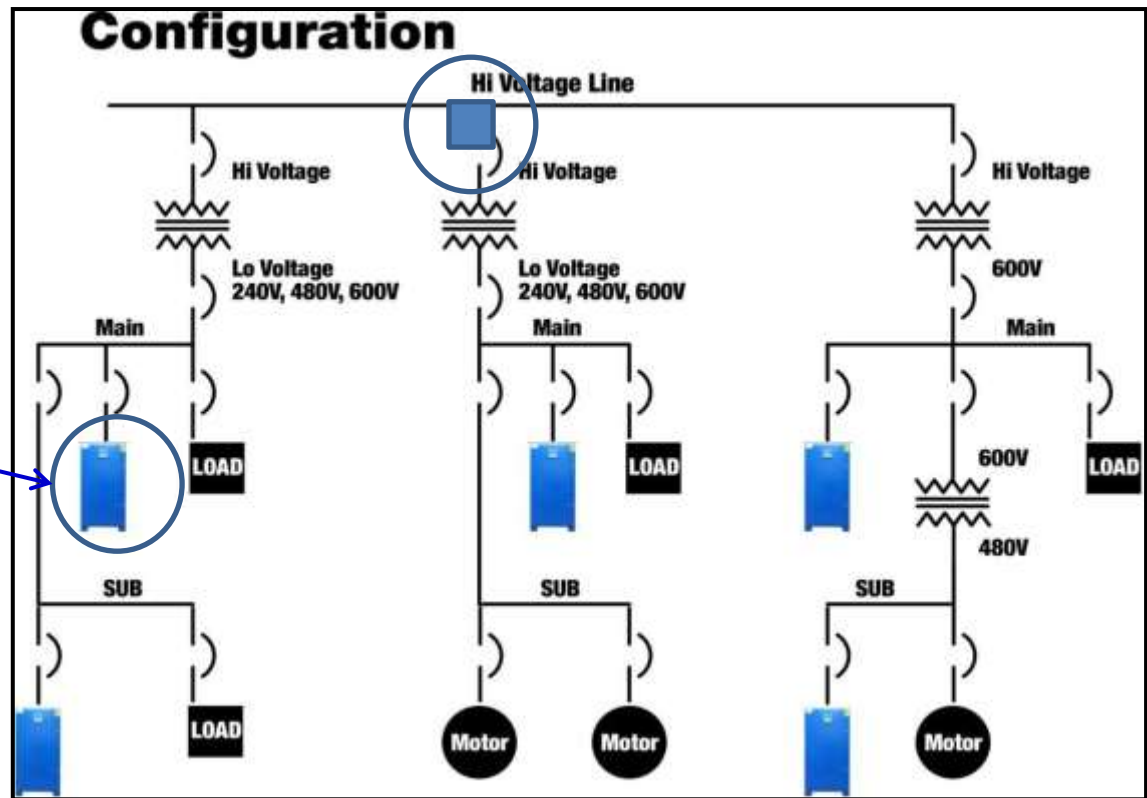 Configuration
Hi Voltage Line
Hi Voltage
Hi Voltage
Hi Voltage
Lo Voltage
240V, 480V, 600V
Lo Voltage
240V, 480V, 600V
600V
Main
Main
Main
LOAD
LOAD
600V
LOAD
480V
SUB
SUB
SUB
LOAD
Motor
Motor
Motor